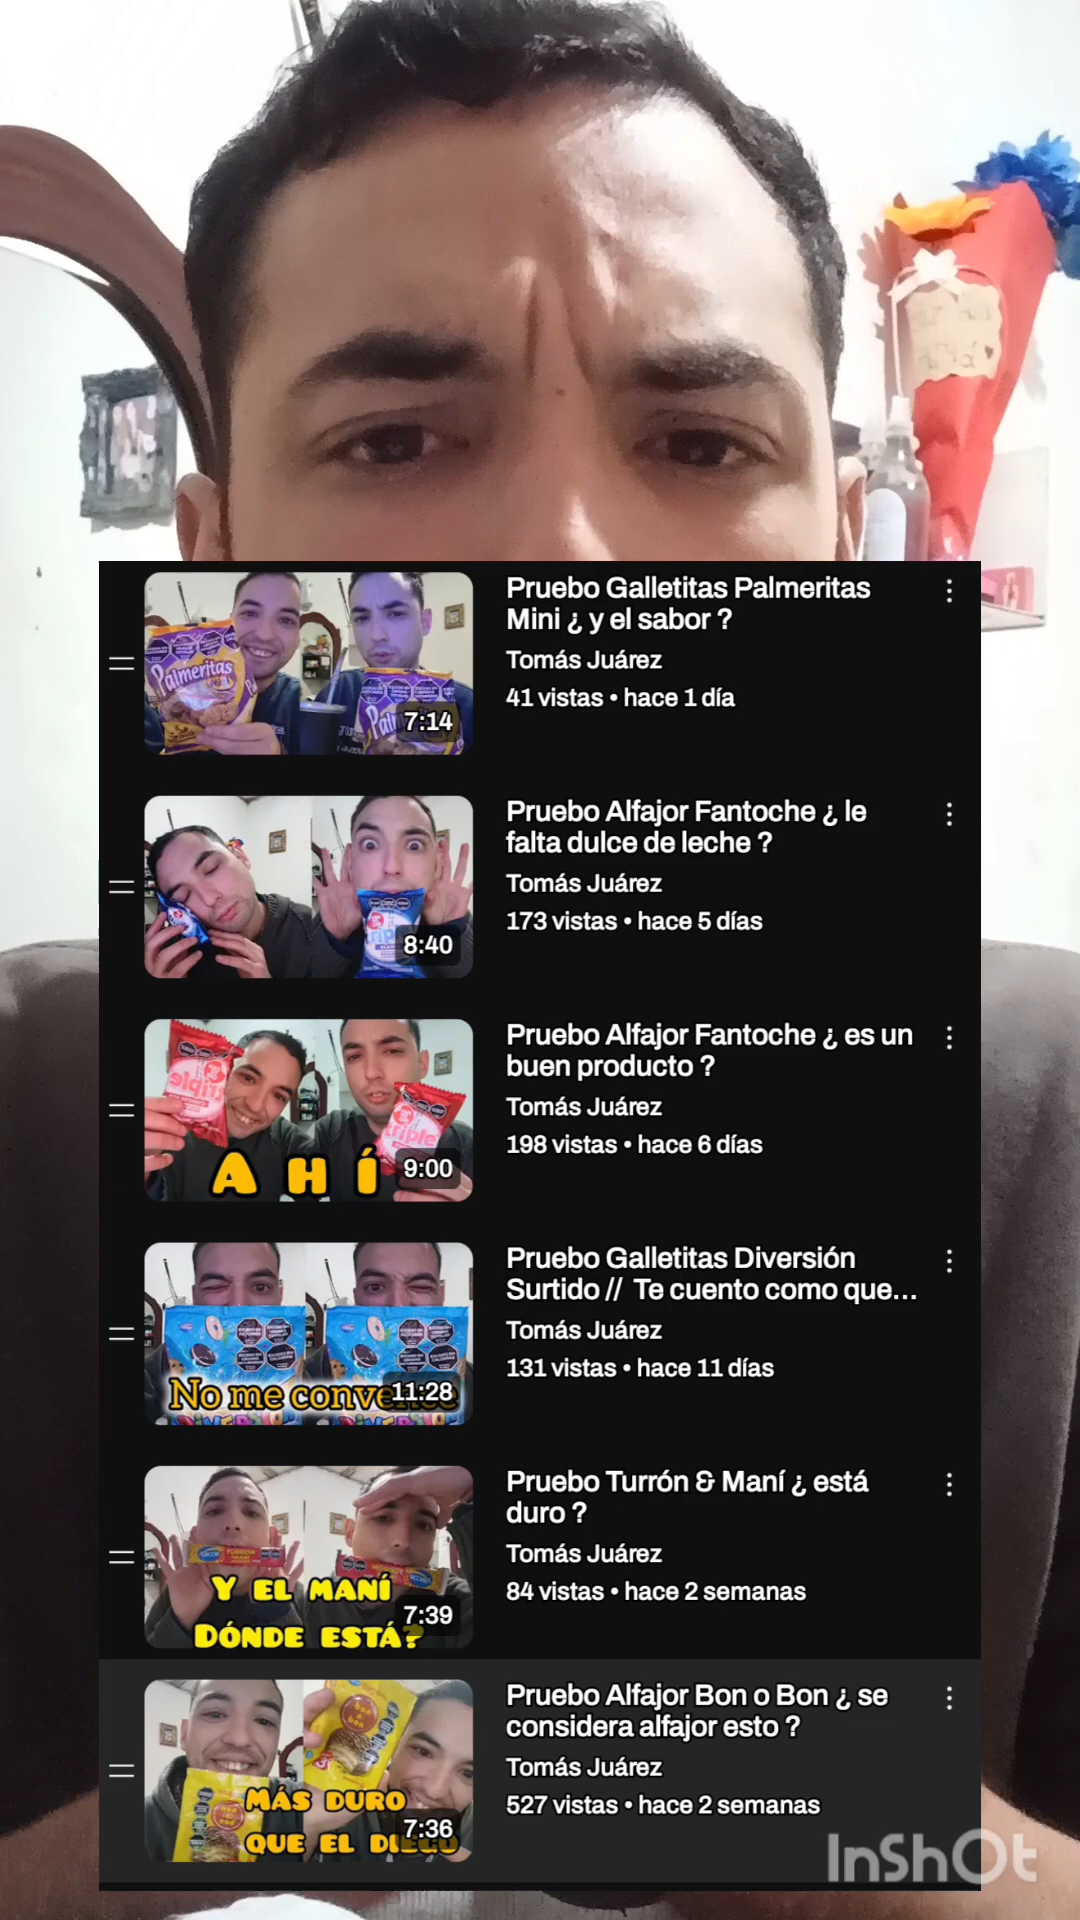 Palmeritas
7:14
Pruebo Galletitas Palmeritas
Mini ¿ y el sabor ?
Tomás Juárez
41 vistas • hace 1 día
triple
8:40
Pruebo Alfajor Fantoche ¿ le
falta dulce de leche ?
Tomás Juárez
173 vistas • hace 5 días
triple
triple
A H Í
9:00
Pruebo Alfajor Fantoche ¿ es un
buen producto ?
Tomás Juárez
198 vistas • hace 6 días
No me convence
11:28
Pruebo Galletitas Diversión
Surtido // Te cuento como que...
Tomás Juárez
131 vistas • hace 11 días
Y EL MANÍ
DÓNDE ESTÁ?
7:39
Pruebo Turrón & Maní ¿ está
duro ?
Tomás Juárez
84 vistas • hace 2 semanas
MÁS DURO
QUE EL DIEGO
7:36
Pruebo Alfajor Bon o Bon ¿ se
considera alfajor esto ?
Tomás Juárez
527 vistas • hace 2 semanas
InShOt